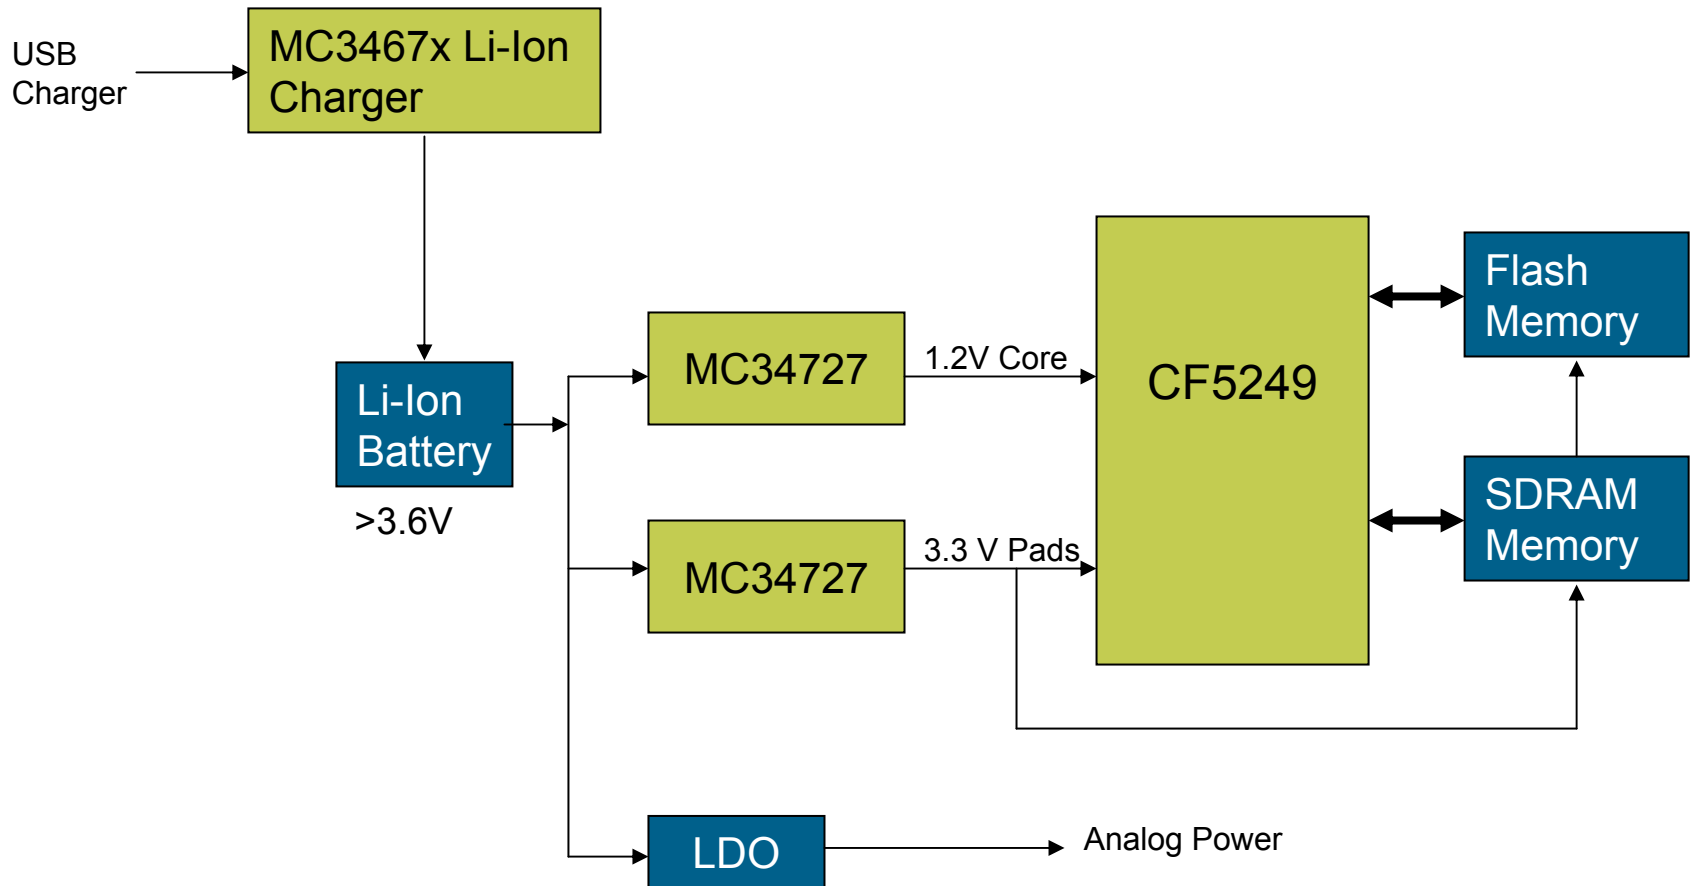 USB
Charger
MC3467x Li-Ion
Charger
Li-Ion
Battery
>3.6V
MC34727
1.2V Core
MC34727
3.3 V Pads
CF5249
Flash
Memory
SDRAM
Memory
LDO
Analog Power